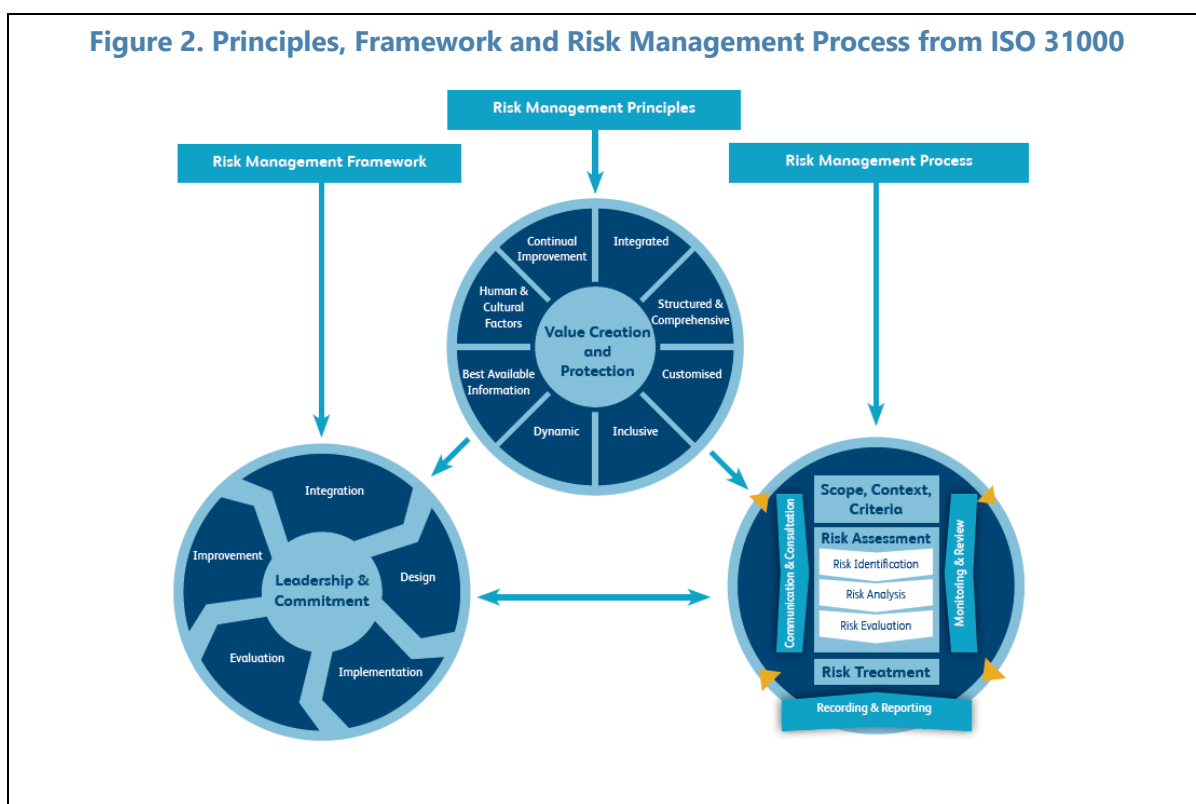 Figure 2. Principles, Framework and Risk Management Process from ISO 31000
Risk Management Principles
Risk Management Framework
Risk Management Process
Continual
Improvement
Integrated
Human &
Cultural
Factors
Structured &
Comprehensive
Value Creation
and
Protection
Best Available
Information
Customised
Dynamic
Inclusive
Integration
Improvement
Design
Leadership &
Commitment
Evaluation
Implementation
Scope, Context,
Criteria
Risk Assessment
Risk Identification
Risk Analysis
Risk Evaluation
Communication & Consultation
Monitoring & Review
Risk Treatment
Recording & Reporting